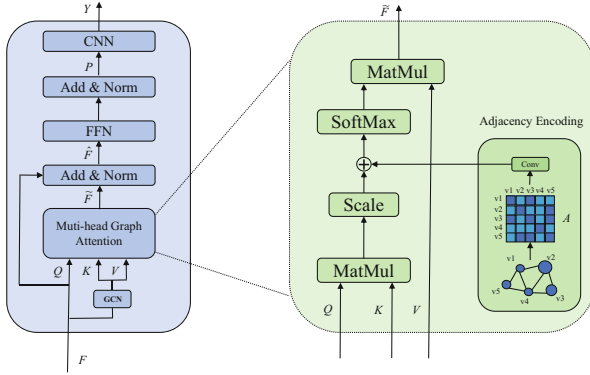 Y
CNN
P
Add & Norm
FFN
F̂
Add & Norm
F̃
Muti-head Graph
Attention
Q
K
V
GCN
F
F̃
MatMul
SoftMax
+
Scale
MatMul
Q
K
V
Adjacency Encoding
Conv
v1 v2 v3 v4 v5
v1
v2
v3
v4
v5
A
v1
v2
v5
v4
v3